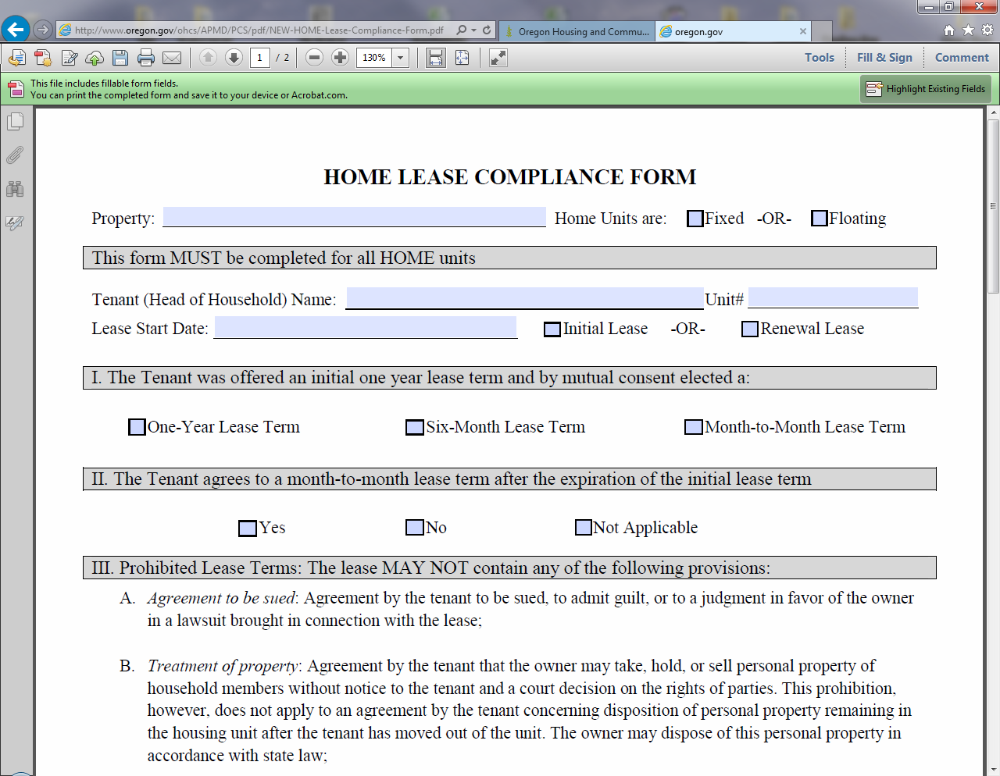 http://www.oregon.gov/ohcs/APMD/PCS/pdf/NEW-HOME-Lease-Compliance-Form.pdf
Oregon Housing and Commu...
oregon.gov
1 / 2
130%
Tools
Fill & Sign
Comment
This file includes fillable form fields.
You can print the completed form and save it to your device or Acrobat.com.
Highlight Existing Fields
HOME LEASE COMPLIANCE FORM
Property: Home Units are: Fixed -OR- Floating
This form MUST be completed for all HOME units
Tenant (Head of Household) Name: Unit#
Lease Start Date: Initial Lease -OR- Renewal Lease
I. The Tenant was offered an initial one year lease term and by mutual consent elected a:
One-Year Lease Term Six-Month Lease Term Month-to-Month Lease Term
II. The Tenant agrees to a month-to-month lease term after the expiration of the initial lease term
Yes No Not Applicable
III. Prohibited Lease Terms: The lease MAY NOT contain any of the following provisions:
A. Agreement to be sued: Agreement by the tenant to be sued, to admit guilt, or to a judgment in favor of the owner
in a lawsuit brought in connection with the lease;
B. Treatment of property: Agreement by the tenant that the owner may take, hold, or sell personal property of
household members without notice to the tenant and a court decision on the rights of parties. This prohibition,
however, does not apply to an agreement by the tenant concerning disposition of personal property remaining in
the housing unit after the tenant has moved out of the unit. The owner may dispose of this personal property in
accordance with state law;